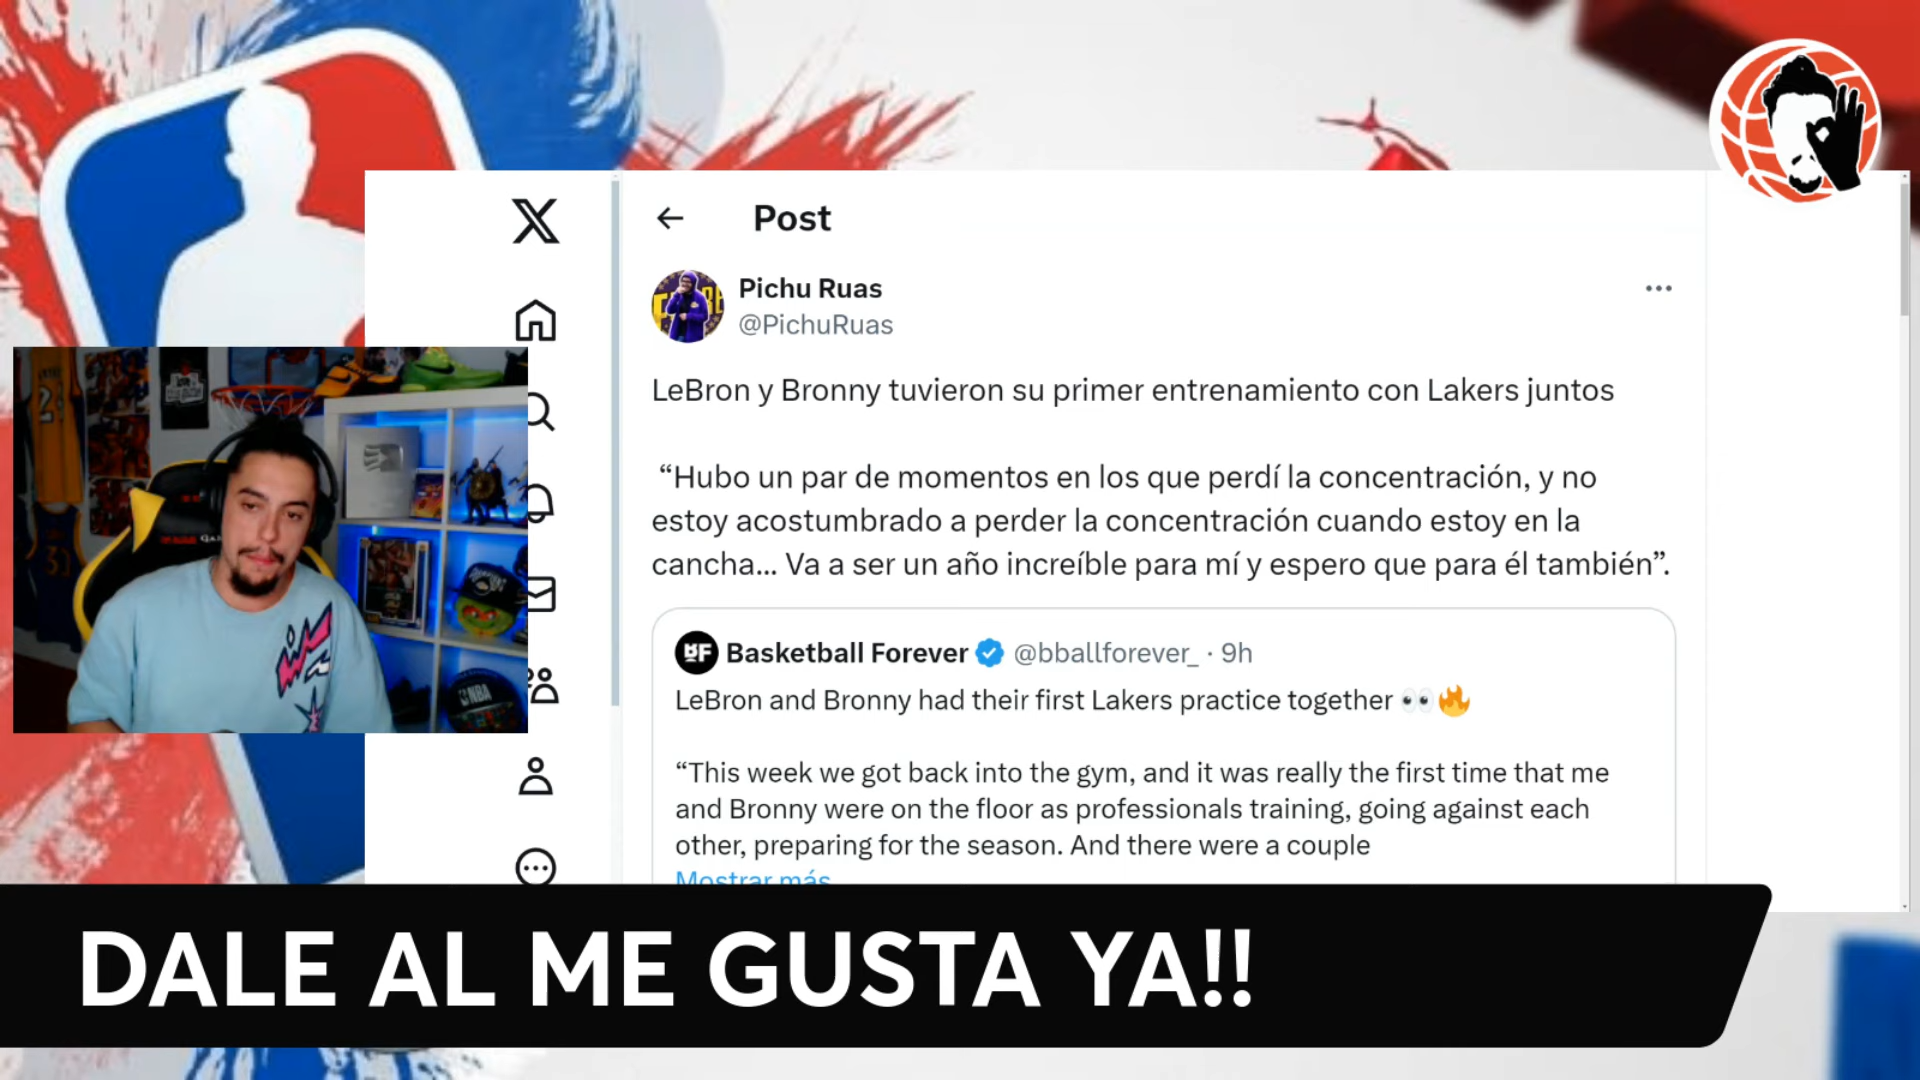 Post
Pichu Ruas
@PichuRuas
LeBron y Bronny tuvieron su primer entrenamiento con Lakers juntos
“Hubo un par de momentos en los que perdí la concentración, y no
estoy acostumbrado a perder la concentración cuando estoy en la
cancha... Va a ser un año increíble para mí y espero que para él también”.
BF Basketball Forever @bballforever_ · 9h
LeBron and Bronny had their first Lakers practice together 👀🔥
“This week we got back into the gym, and it was really the first time that me
and Bronny were on the floor as professionals training, going against each
other, preparing for the season. And there were a couple
Mostrar más
NBA
DALE AL ME GUSTA YA!!